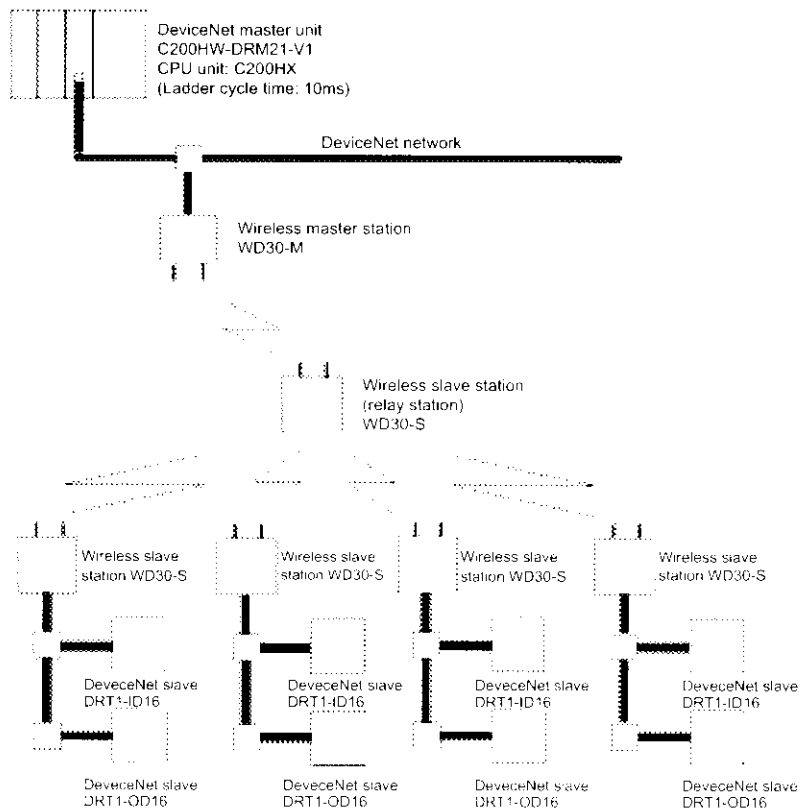 DeviceNet master unit
C200HW-DRM21-V1
CPU unit: C200HX
(Ladder cycle time: 10ms)
DeviceNet network
Wireless master station
WD30-M
Wireless slave station
(relay station)
WD30-S
Wireless slave
station WD30-S
Wireless slave
station WD30-S
Wireless slave
station WD30-S
Wireless slave
station WD30-S
DeveceNet slave
DRT1-ID16
DeveceNet slave
DRT1-ID16
DeveceNet slave
DRT1-ID16
DeveceNet slave
DRT1-ID16
DeveceNet slave
DRT1-OD16
DeveceNet slave
DRT1-OD16
DeveceNet slave
DRT1-OD16
DeveceNet slave
DRT1-OD16